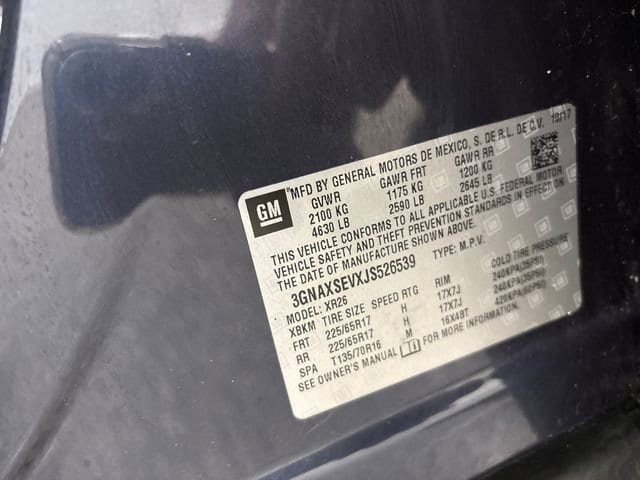 GM
"MFD BY GENERAL MOTORS DE MEXICO, S. DE R.L. DE C.V. 10/17
GVWR GAWR FRT GAWR RR
2100 KG 1175 KG 1200 KG
4630 LB 2590 LB 2645 LB
THIS VEHICLE CONFORMS TO ALL APPLICABLE U.S. FEDERAL MOTOR
VEHICLE SAFETY AND THEFT PREVENTION STANDARDS IN EFFECT ON
THE DATE OF MANUFACTURE SHOWN ABOVE.
3GNAXSEVXJS526539 TYPE: M.P.V.
MODEL: XR26
XBKM TIRE SIZE SPEED RTG RIM COLD TIRE PRESSURE
FRT 225/65R17 H 17X7J 240KPA(35PSI)
RR 225/65R17 H 17X7J 240KPA(35PSI)
SPA T135/70R16 M 16X4BT 420KPA(60PSI)
SEE OWNER'S MANUAL FOR MORE INFORMATION.